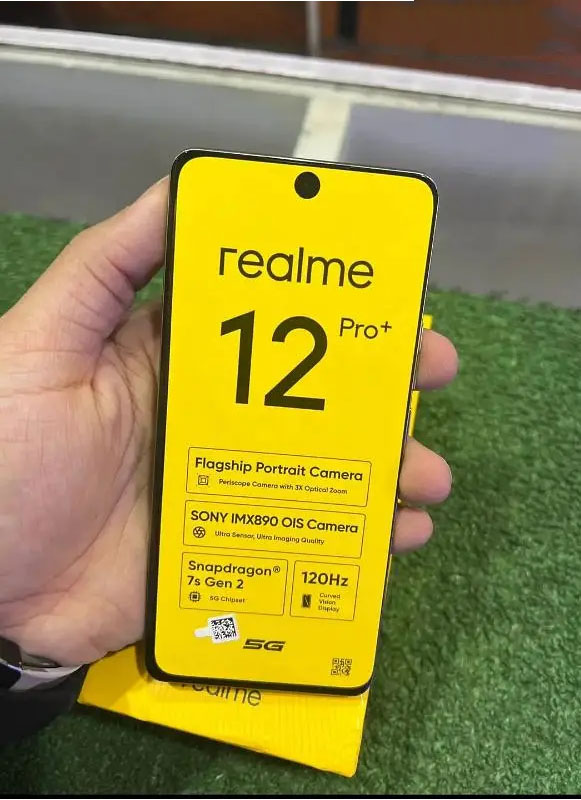 realme
12 Pro+
Flagship Portrait Camera
Periscope Camera with 3X Optical Zoom
SONY IMX890 OIS Camera
Ultra Sensor, Ultra Imaging Quality
Snapdragon®
7s Gen 2
5G Chipset
120Hz
Curved
Vision
Display
5G
realme